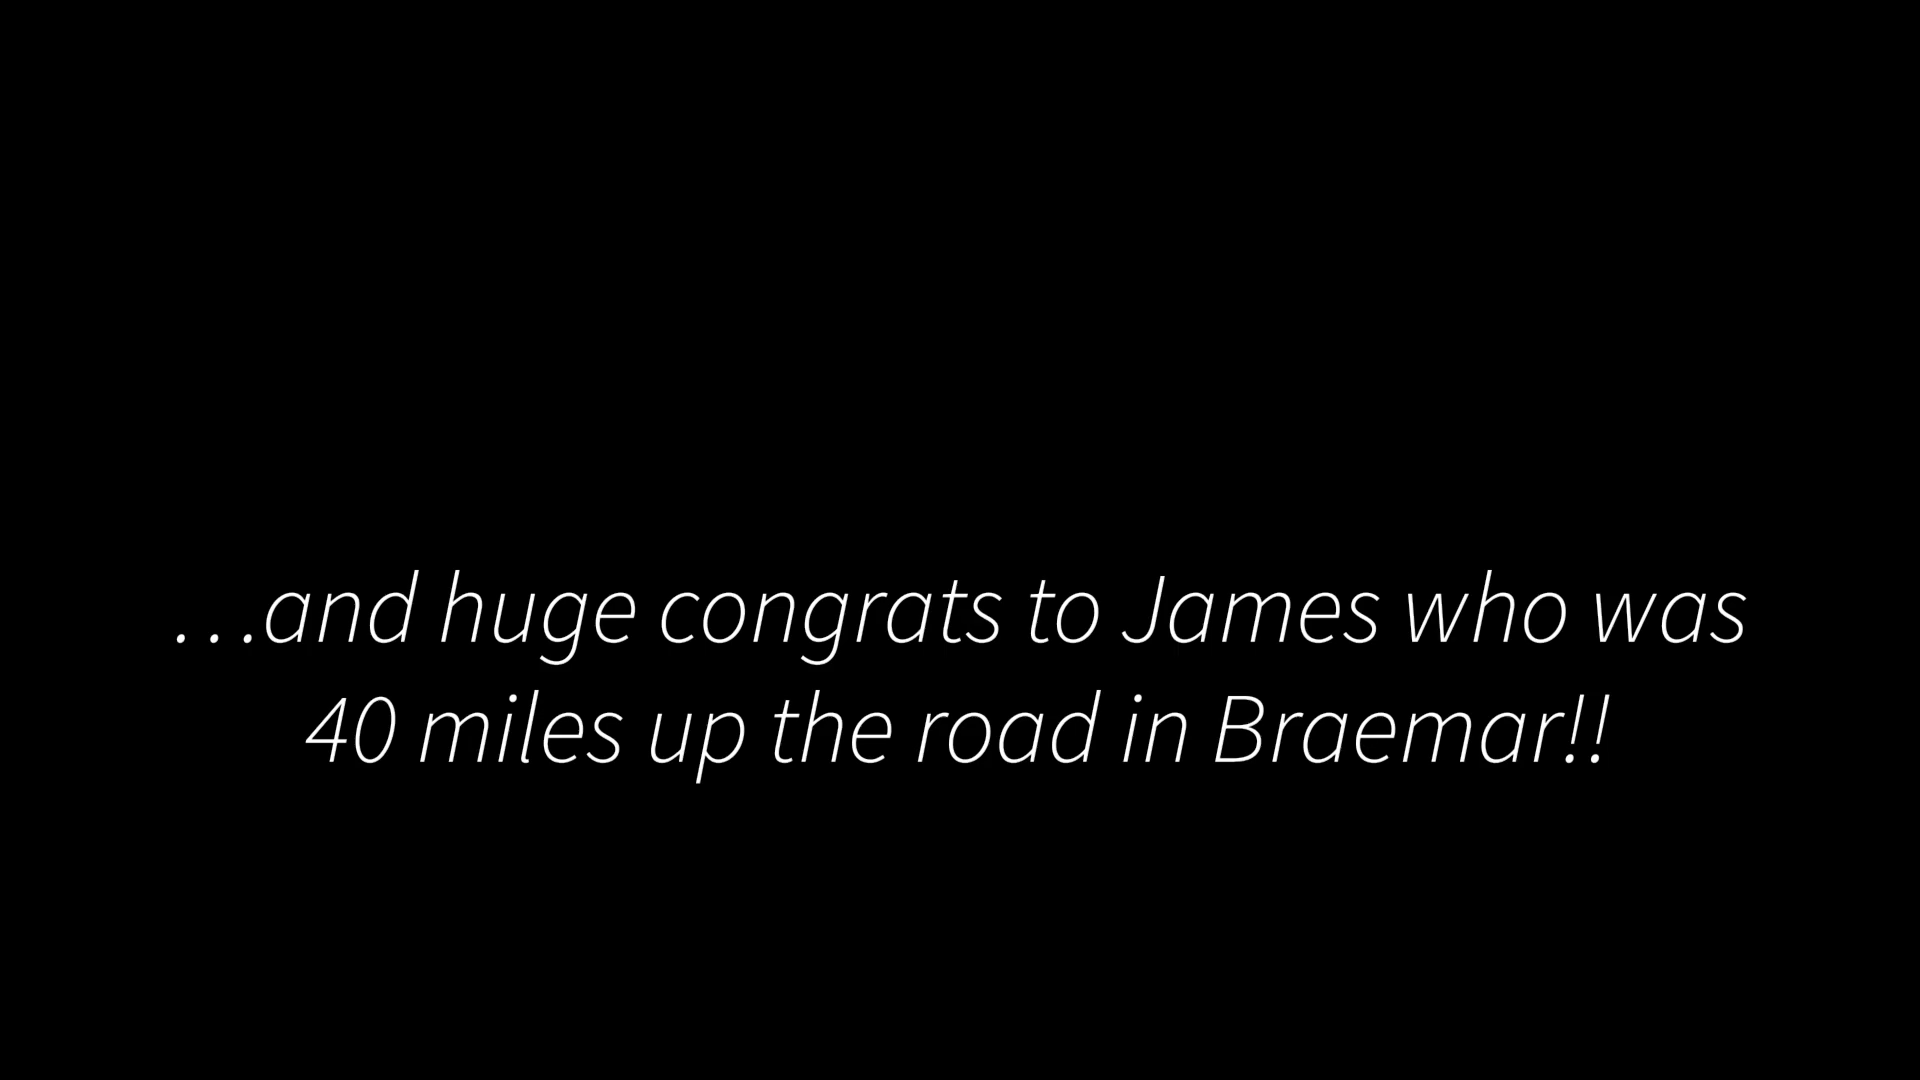 ...and huge congrats to James who was
40 miles up the road in Braemar!!